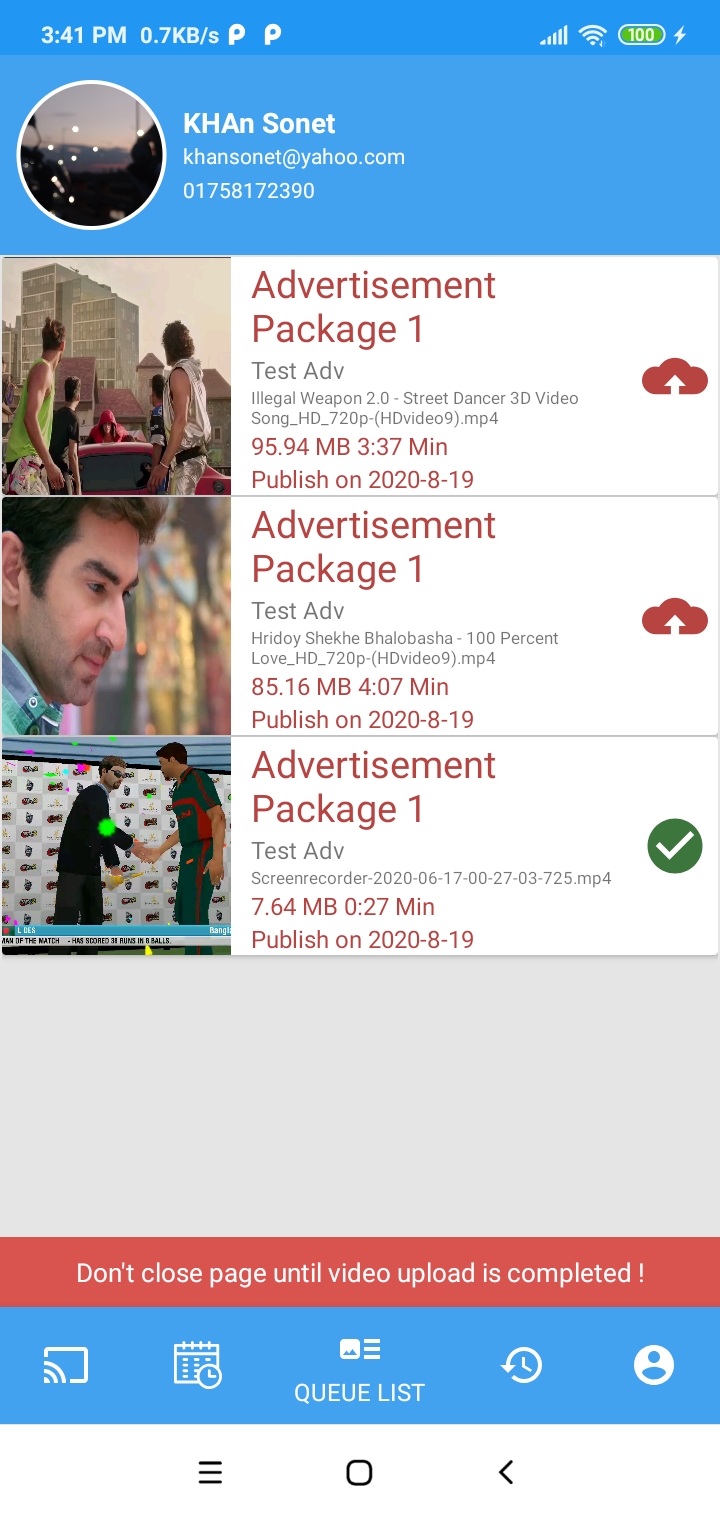 3:41 PM 0.7KB/s
100
KHAn Sonet
khansonet@yahoo.com
01758172390
Advertisement
Package 1
Test Adv
Illegal Weapon 2.0 - Street Dancer 3D Video
Song_HD_720p-(HDvideo9).mp4
95.94 MB 3:37 Min
Publish on 2020-8-19
Advertisement
Package 1
Test Adv
Hridoy Shekhe Bhalobasha - 100 Percent
Love_HD_720p-(HDvideo9).mp4
85.16 MB 4:07 Min
Publish on 2020-8-19
L DES Bangla
MAN OF THE MATCH - HAS SCORED 38 RUNS IN 8 BALLS.
Advertisement
Package 1
Test Adv
Screenrecorder-2020-06-17-00-27-03-725.mp4
7.64 MB 0:27 Min
Publish on 2020-8-19
Don't close page until video upload is completed !
QUEUE LIST